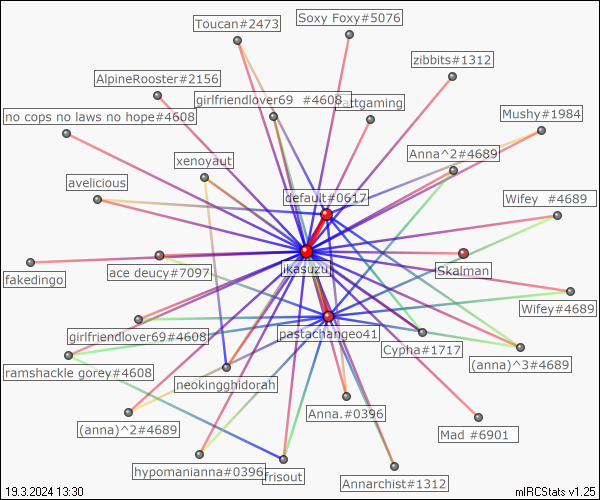 Soxy Foxy#5076
Toucan#2473
zibbits#1312
AlpineRooster#2156
girlfriendlover69 #4608
artgaming
no cops no laws no hope#4608
Mushy#1984
xenoyaut
Anna^2#4689
avelicious
default#0617
Wifey #4689
ikasuzu
Skalman
fakedingo
ace deucy#7097
Wifey#4689
girlfriendlover69#4608
pastachangeo41
Cypha#1717
ramshackle gorey#4608
(anna)^3#4689
neokingghidorah
Anna.#0396
(anna)^2#4689
Mad #6901
hypomanianna#0396
frisout
Annarchist#1312
19.3.2024 13:30
mIRCStats v1.25